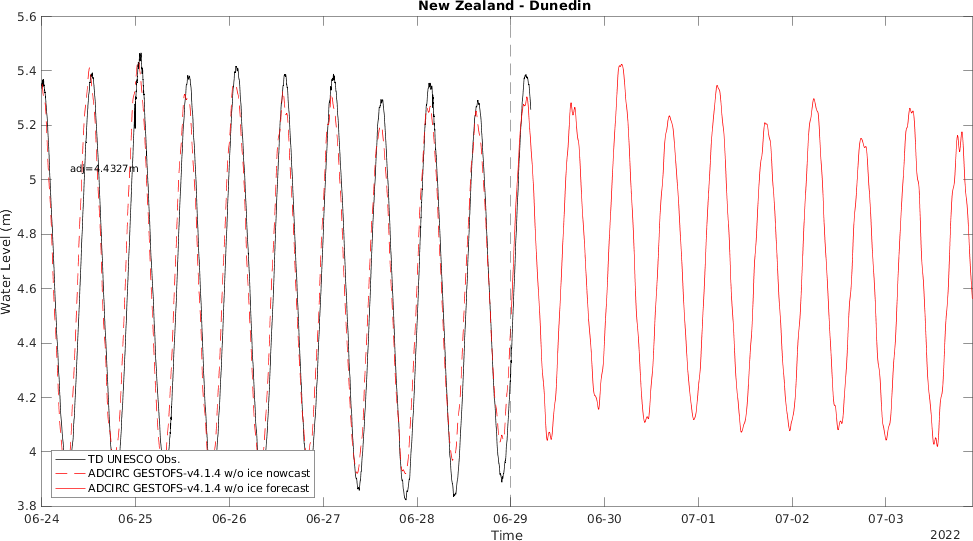 New Zealand - Dunedin
5.6
5.4
5.2
5
4.8
4.6
4.4
4.2
4
3.8
Water Level (m)
adj=4.4327m
TD UNESCO Obs.
ADCIRC GESTOFS-v4.1.4 w/o ice nowcast
ADCIRC GESTOFS-v4.1.4 w/o ice forecast
06-24 06-25 06-26 06-27 06-28 06-29 06-30 07-01 07-02 07-03
Time
2022